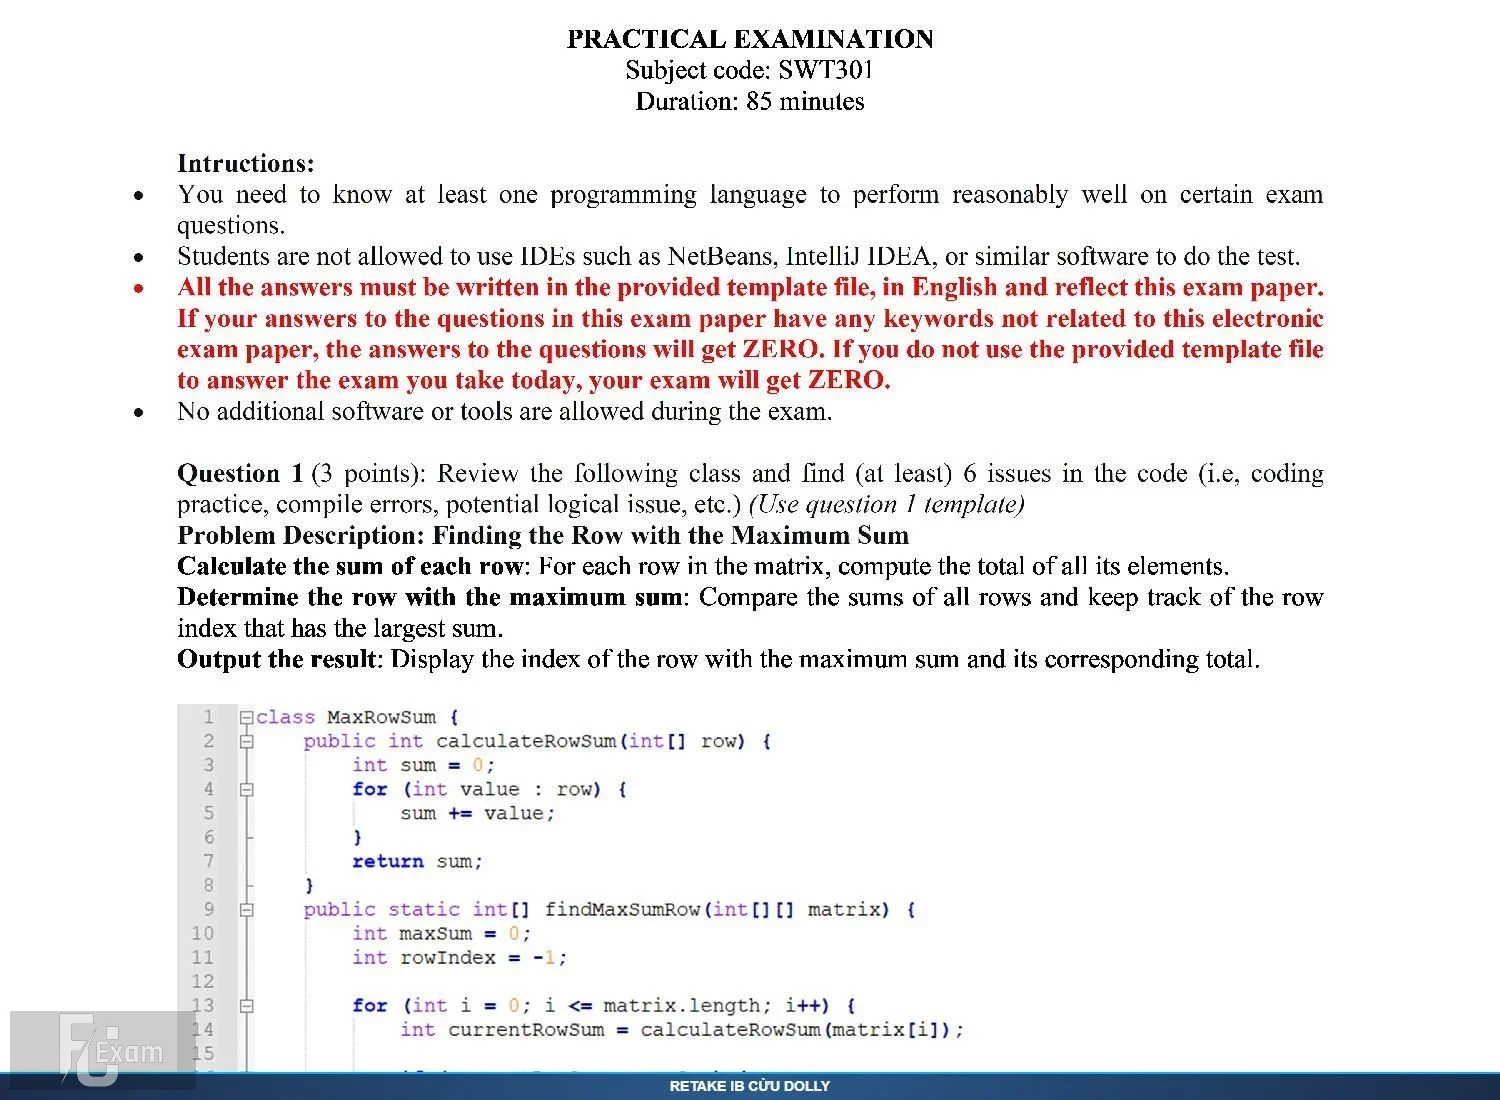 PRACTICAL EXAMINATION
Subject code: SWT301
Duration: 85 minutes
Intructions:
• You need to know at least one programming language to perform reasonably well on certain exam
questions.
• Students are not allowed to use IDEs such as NetBeans, IntelliJ IDEA, or similar software to do the test.
• All the answers must be written in the provided template file, in English and reflect this exam paper.
If your answers to the questions in this exam paper have any keywords not related to this electronic
exam paper, the answers to the questions will get ZERO. If you do not use the provided template file
to answer the exam you take today, your exam will get ZERO.
• No additional software or tools are allowed during the exam.
Question 1 (3 points): Review the following class and find (at least) 6 issues in the code (i.e, coding
practice, compile errors, potential logical issue, etc.) (Use question 1 template)
Problem Description: Finding the Row with the Maximum Sum
Calculate the sum of each row: For each row in the matrix, compute the total of all its elements.
Determine the row with the maximum sum: Compare the sums of all rows and keep track of the row
index that has the largest sum.
Output the result: Display the index of the row with the maximum sum and its corresponding total.
1 class MaxRowSum {
2 public int calculateRowSum(int[] row) {
3 int sum = 0;
4 for (int value : row) {
5 sum += value;
6 }
7 return sum;
8 }
9 public static int[] findMaxSumRow(int[][] matrix) {
10 int maxSum = 0;
11 int rowIndex = -1;
12
13 for (int i = 0; i <= matrix.length; i++) {
14 int currentRowSum = calculateRowSum(matrix[i]);
15
Exam
RETAKE IB CỪU DOLLY